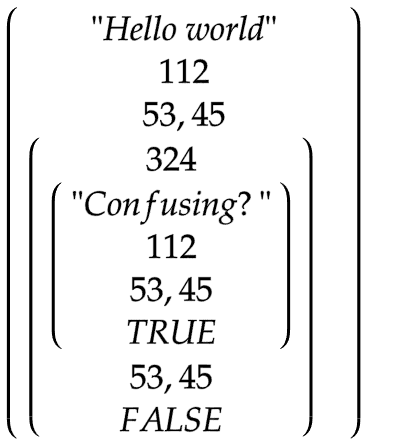 "Hello world"
112
53, 45
324
"Confusing? "
112
53, 45
TRUE
53, 45
FALSE